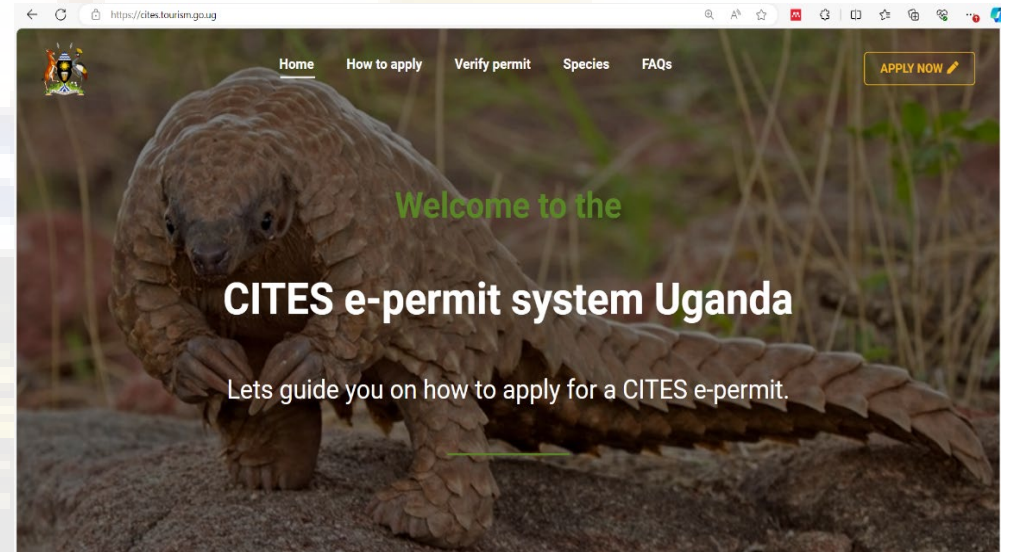 https://cites.tourism.go.ug
Home How to apply Verify permit Species FAQs APPLY NOW
Welcome to the
CITES e-permit system Uganda
Lets guide you on how to apply for a CITES e-permit.